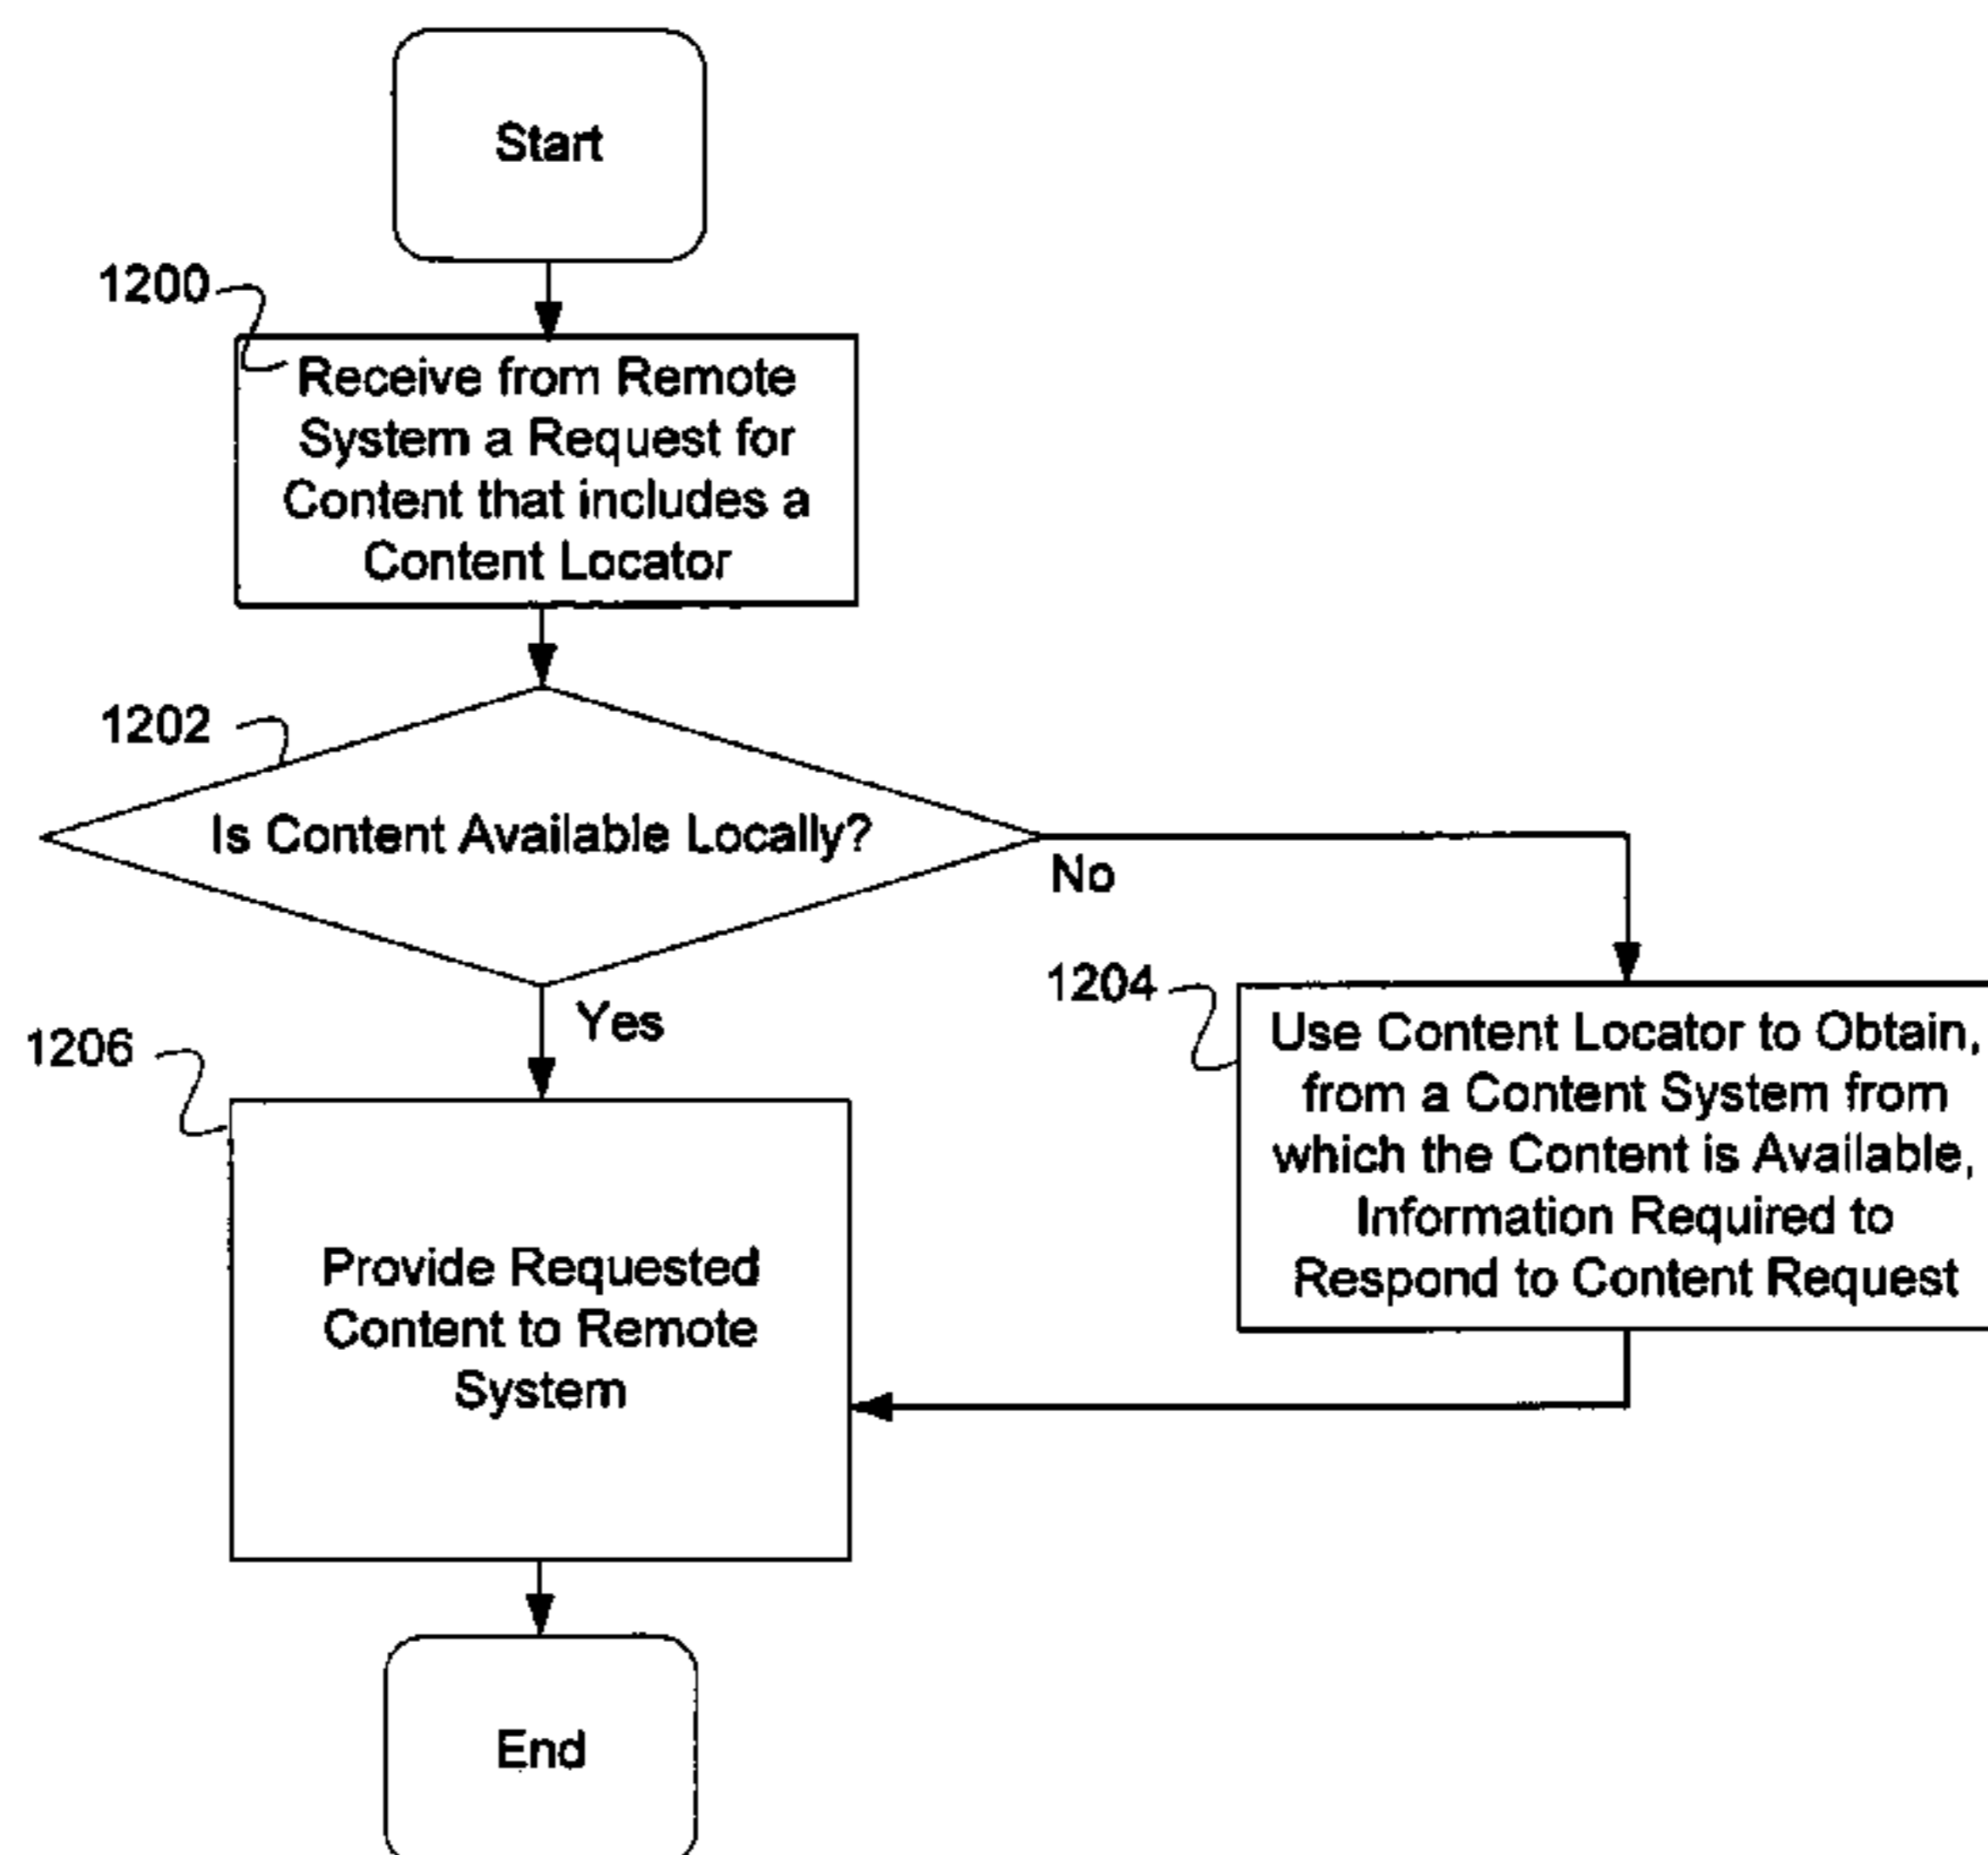 Start
1200
Receive from Remote
System a Request for
Content that includes a
Content Locator
1202
Is Content Available Locally?
No
Yes
1204
Use Content Locator to Obtain,
from a Content System from
which the Content is Available,
Information Required to
Respond to Content Request
1206
Provide Requested
Content to Remote
System
End